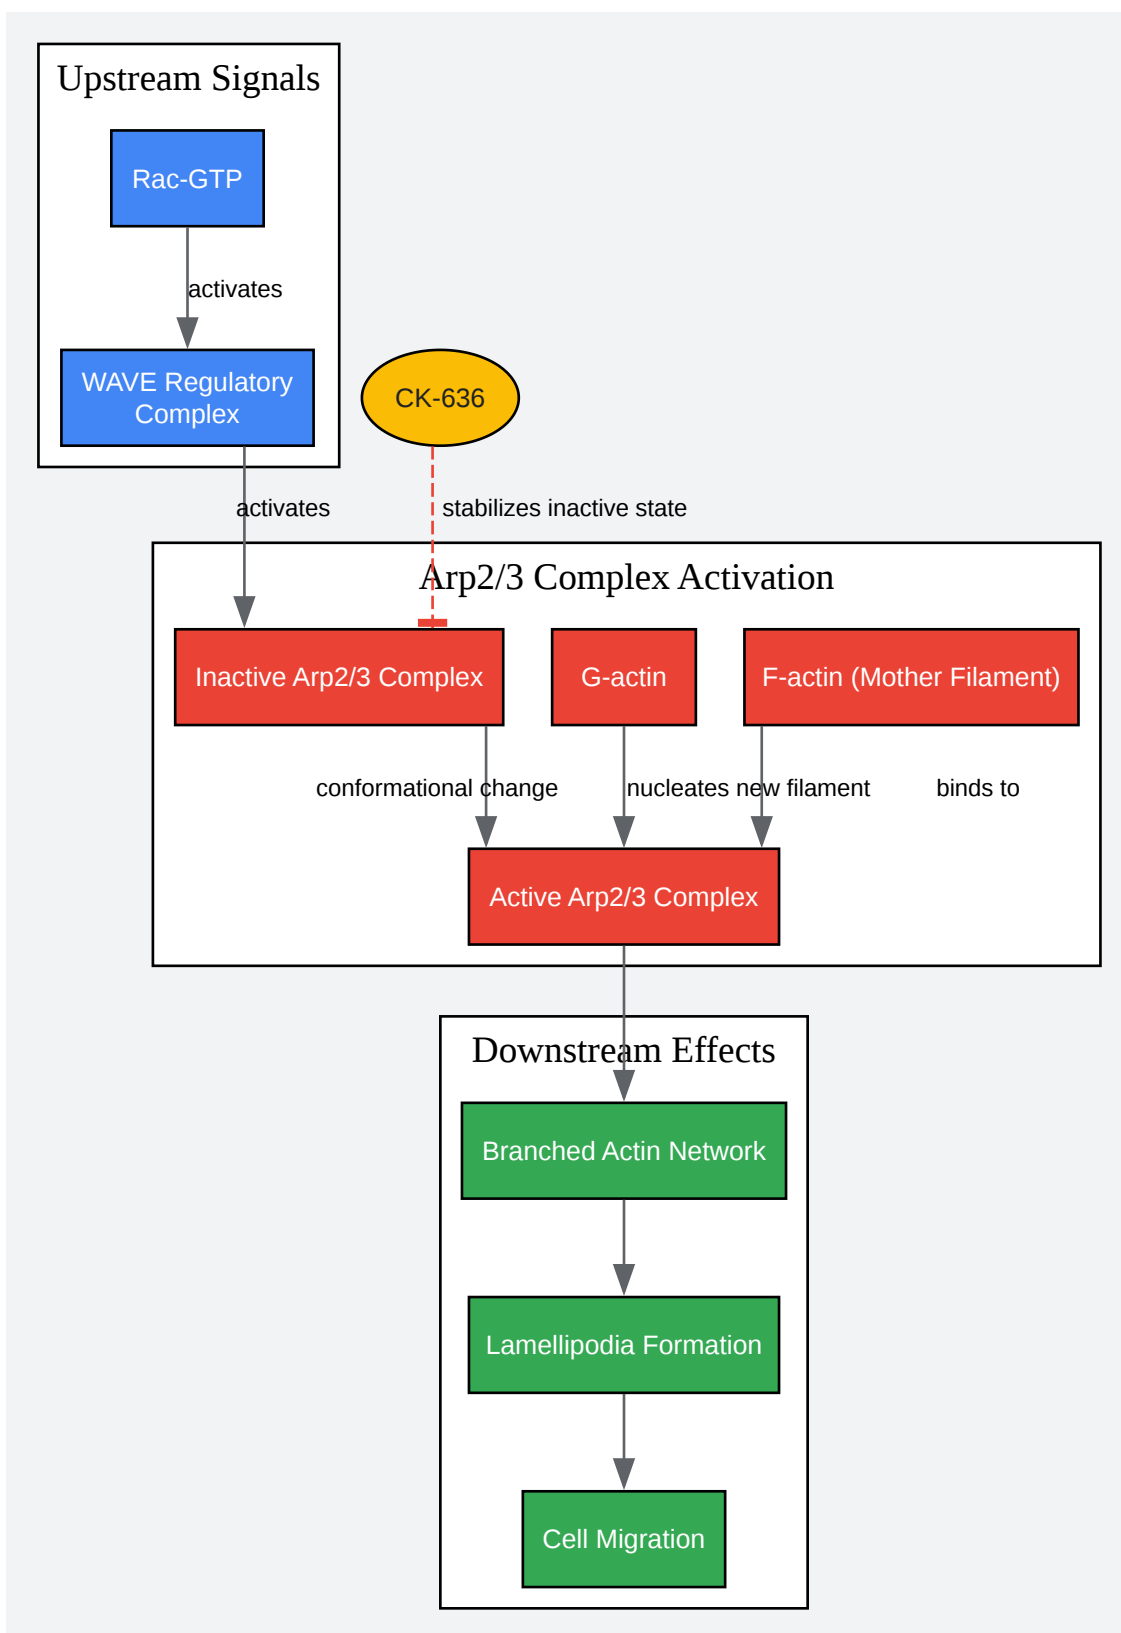 Upstream Signals
Rac-GTP
activates
WAVE Regulatory
Complex
CK-636
activates
stabilizes inactive state
Arp2/3 Complex Activation
Inactive Arp2/3 Complex
G-actin
F-actin (Mother Filament)
conformational change
nucleates new filament
binds to
Active Arp2/3 Complex
Downstream Effects
Branched Actin Network
Lamellipodia Formation
Cell Migration